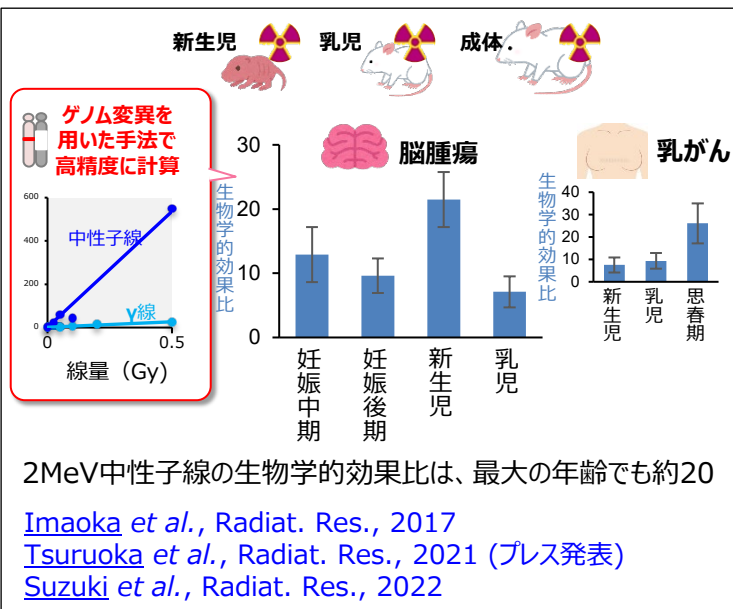 新生児
乳児
成体.
ゲノム変異を
用いた手法で
高精度に計算
600
400
200
0
中性子線
γ線
0
0.5
線量（Gy)
脳腫瘍
生物学的効果比
30
20
10
0
妊娠中期
妊娠後期
新生児
乳児
乳がん
生物学的効果比
40
30
20
10
0
新生児
乳児
思春期
2MeV中性子線の生物学的効果比は、最大の年齢でも約20
Imaoka et al., Radiat. Res., 2017
Tsuruoka et al., Radiat. Res., 2021 (プレス発表)
Suzuki et al., Radiat. Res., 2022